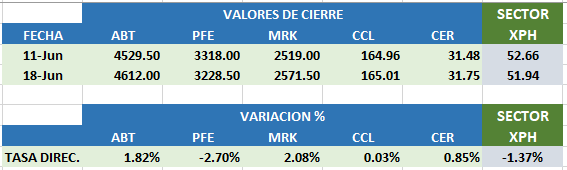 VALORES DE CIERRE SECTOR
FECHA ABT PFE MRK CCL CER XPH
11-Jun 4529.50 3318.00 2519.00 164.96 31.48 52.66
18-Jun 4612.00 3228.50 2571.50 165.01 31.75 51.94
VARIACION % SECTOR
ABT PFE MRK CCL CER XPH
TASA DIREC. 1.82% -2.70% 2.08% 0.03% 0.85% -1.37%